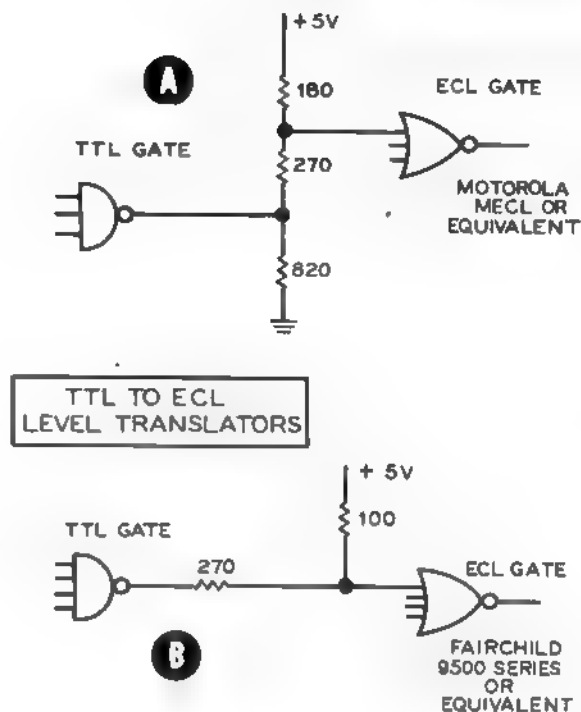 + 5V
A
180
ECL GATE
TTL GATE
270
MOTOROLA
MECL OR
EQUIVALENT
820
TTL TO ECL
LEVEL TRANSLATORS
+ 5V
TTL GATE
100
270
ECL GATE
B
FAIRCHILD
9500 SERIES
OR
EQUIVALENT